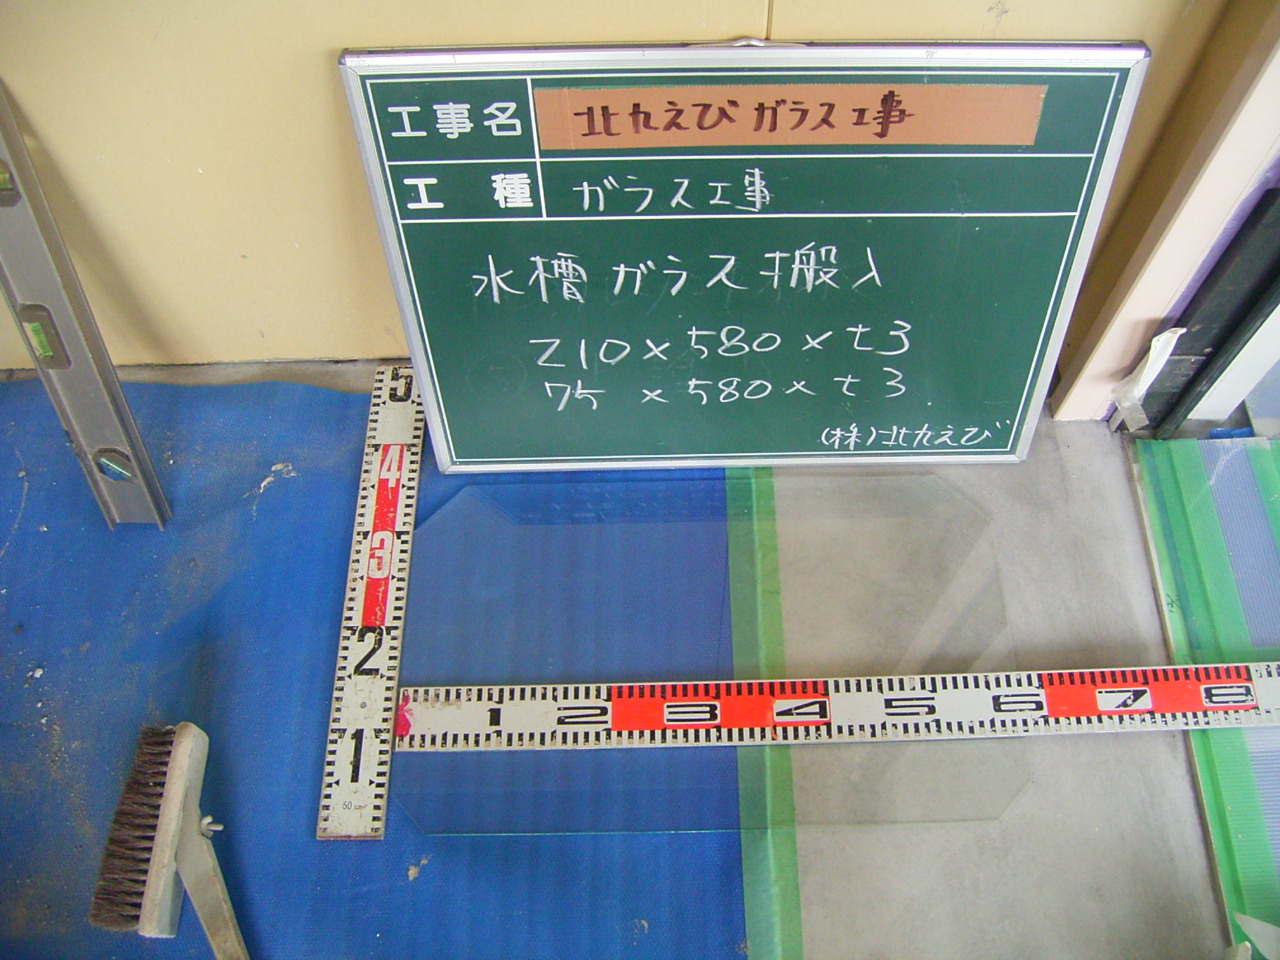 工事名 北九えび ガラス工事
工種 ガラス工事
水槽ガラス搬入
210×580×t3
75×580×t3
(株)北九えび
5
4
3
2
1
50cm
1 2 3 4 5 6 7 8